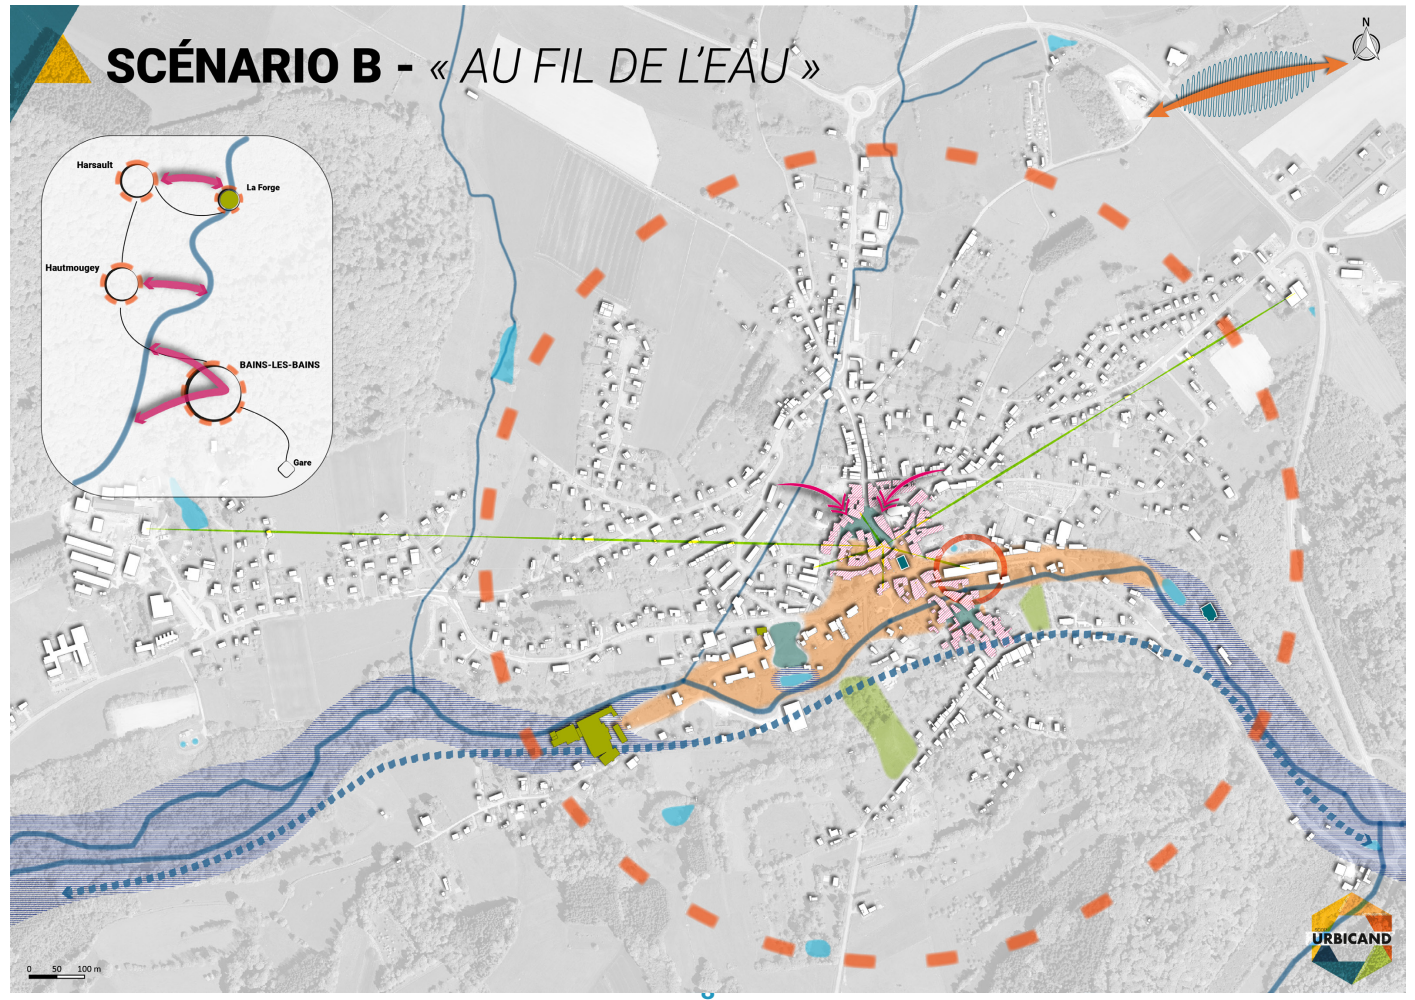 SCÉNARIO B - « AU FIL DE L'EAU »
N
Harsault
La Forge
Hautmougey
BAINS-LES-BAINS
Gare
0 50 100 m
URBICAND